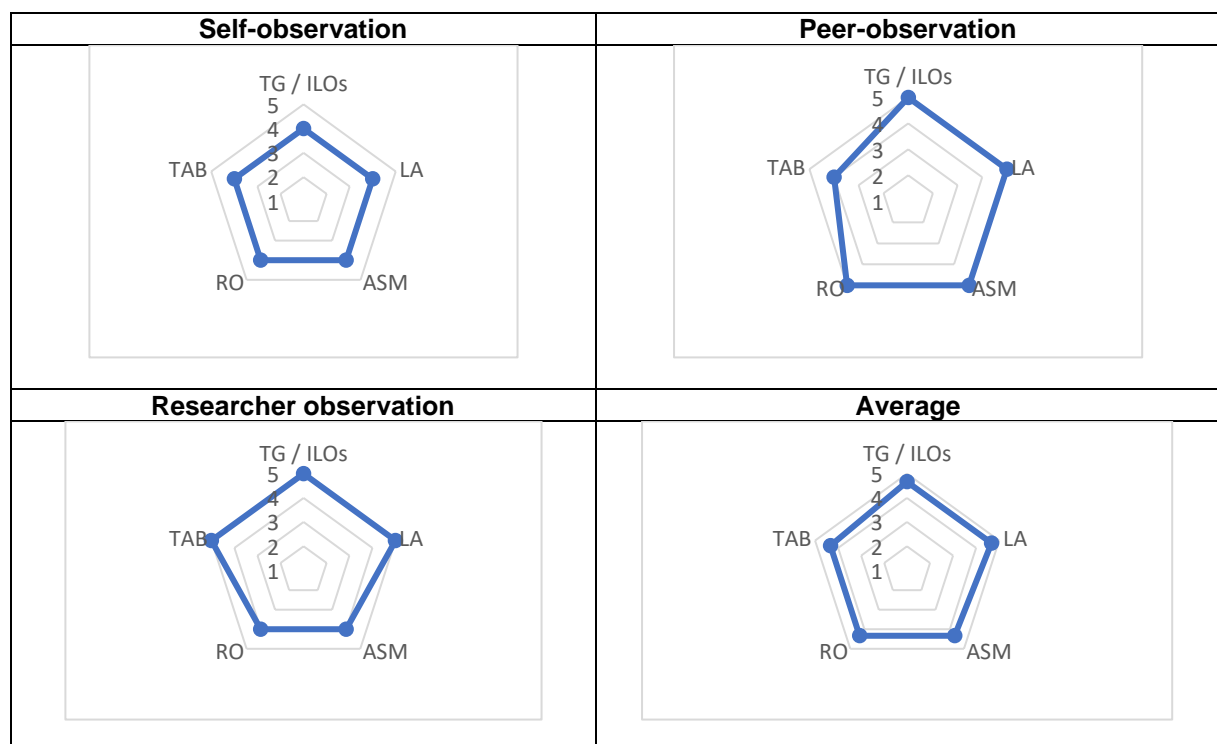 Self-observation
TG / ILOs
5
4
3
2
1
TAB
LA
RO
ASM
Peer-observation
TG / ILOs
5
4
3
2
1
TAB
LA
RO
ASM
Researcher observation
TG / ILOs
5
4
3
2
1
TAB
LA
RO
ASM
Average
TG / ILOs
5
4
3
2
1
TAB
LA
RO
ASM